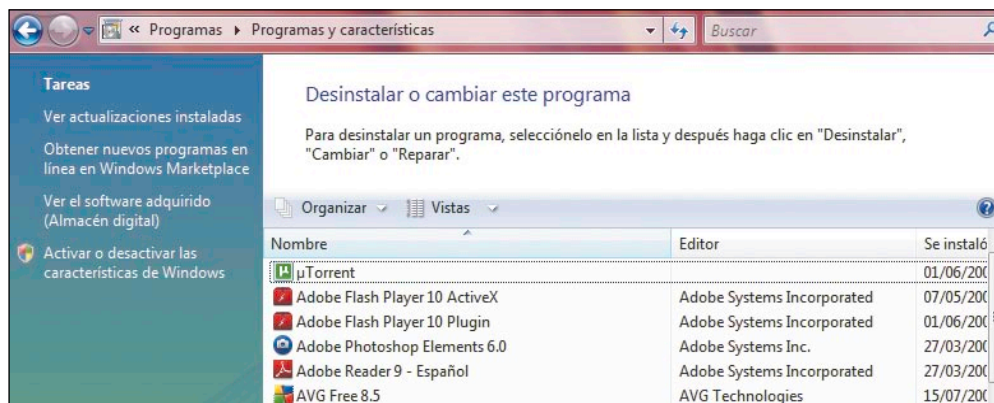 « Programas Programas y características
Buscar
Tareas
Ver actualizaciones instaladas
Obtener nuevos programas en
línea en Windows Marketplace
Ver el software adquirido
(Almacén digital)
Activar o desactivar las
características de Windows
Desinstalar o cambiar este programa
Para desinstalar un programa, selecciónelo en la lista y después haga clic en "Desinstalar",
"Cambiar" o "Reparar".
Organizar Vistas
Nombre Editor Se instaló
µTorrent 01/06/200
Adobe Flash Player 10 ActiveX Adobe Systems Incorporated 07/05/200
Adobe Flash Player 10 Plugin Adobe Systems Incorporated 01/06/200
Adobe Photoshop Elements 6.0 Adobe Systems Inc. 27/03/200
Adobe Reader 9 - Español Adobe Systems Incorporated 27/03/200
AVG Free 8.5 AVG Technologies 15/07/200